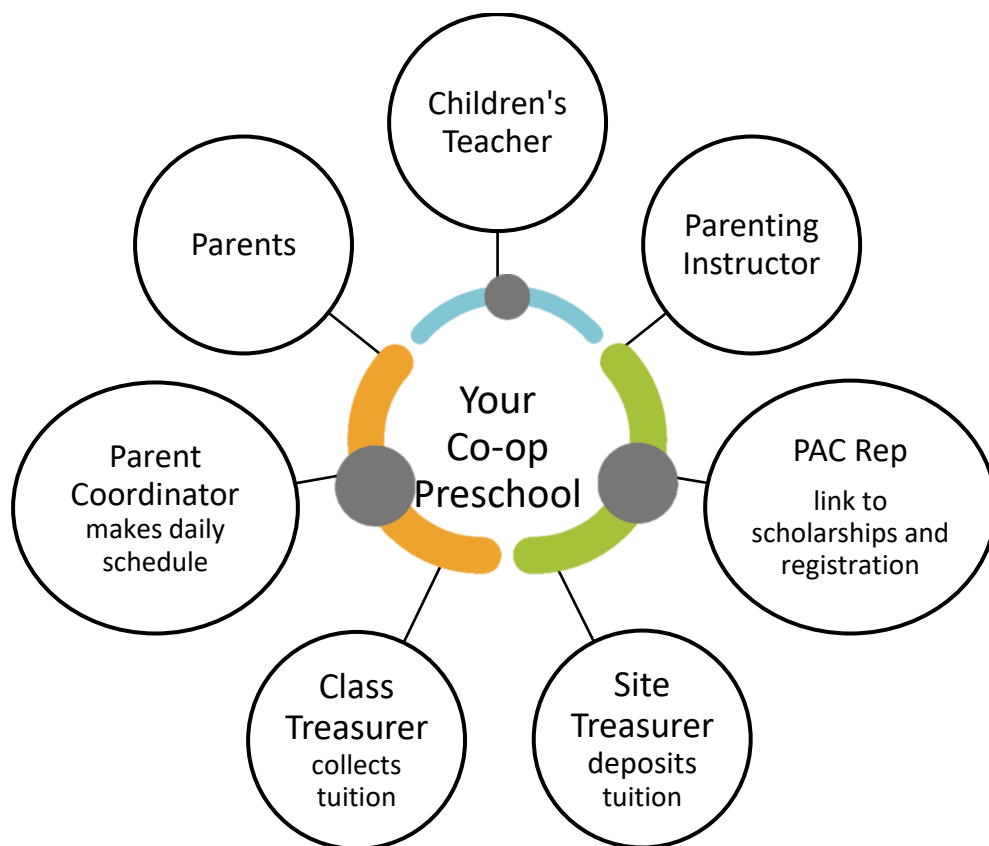 Children's
Teacher
Parents
Parenting
Instructor
Your
Co-op
Preschool
Parent
Coordinator
makes daily
schedule
PAC Rep
link to
scholarships and
registration
Class
Treasurer
collects
tuition
Site
Treasurer
deposits
tuition